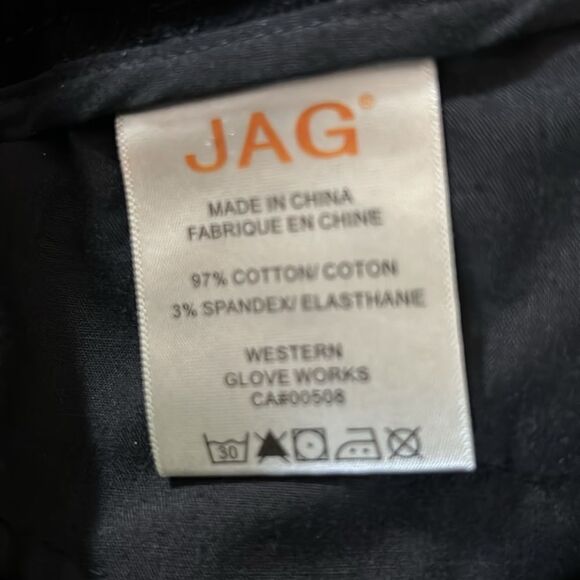 JAG®
MADE IN CHINA
FABRIQUE EN CHINE
97% COTTON/ COTON
3% SPANDEX/ ELASTHANE
WESTERN
GLOVE WORKS
CA#00508
30